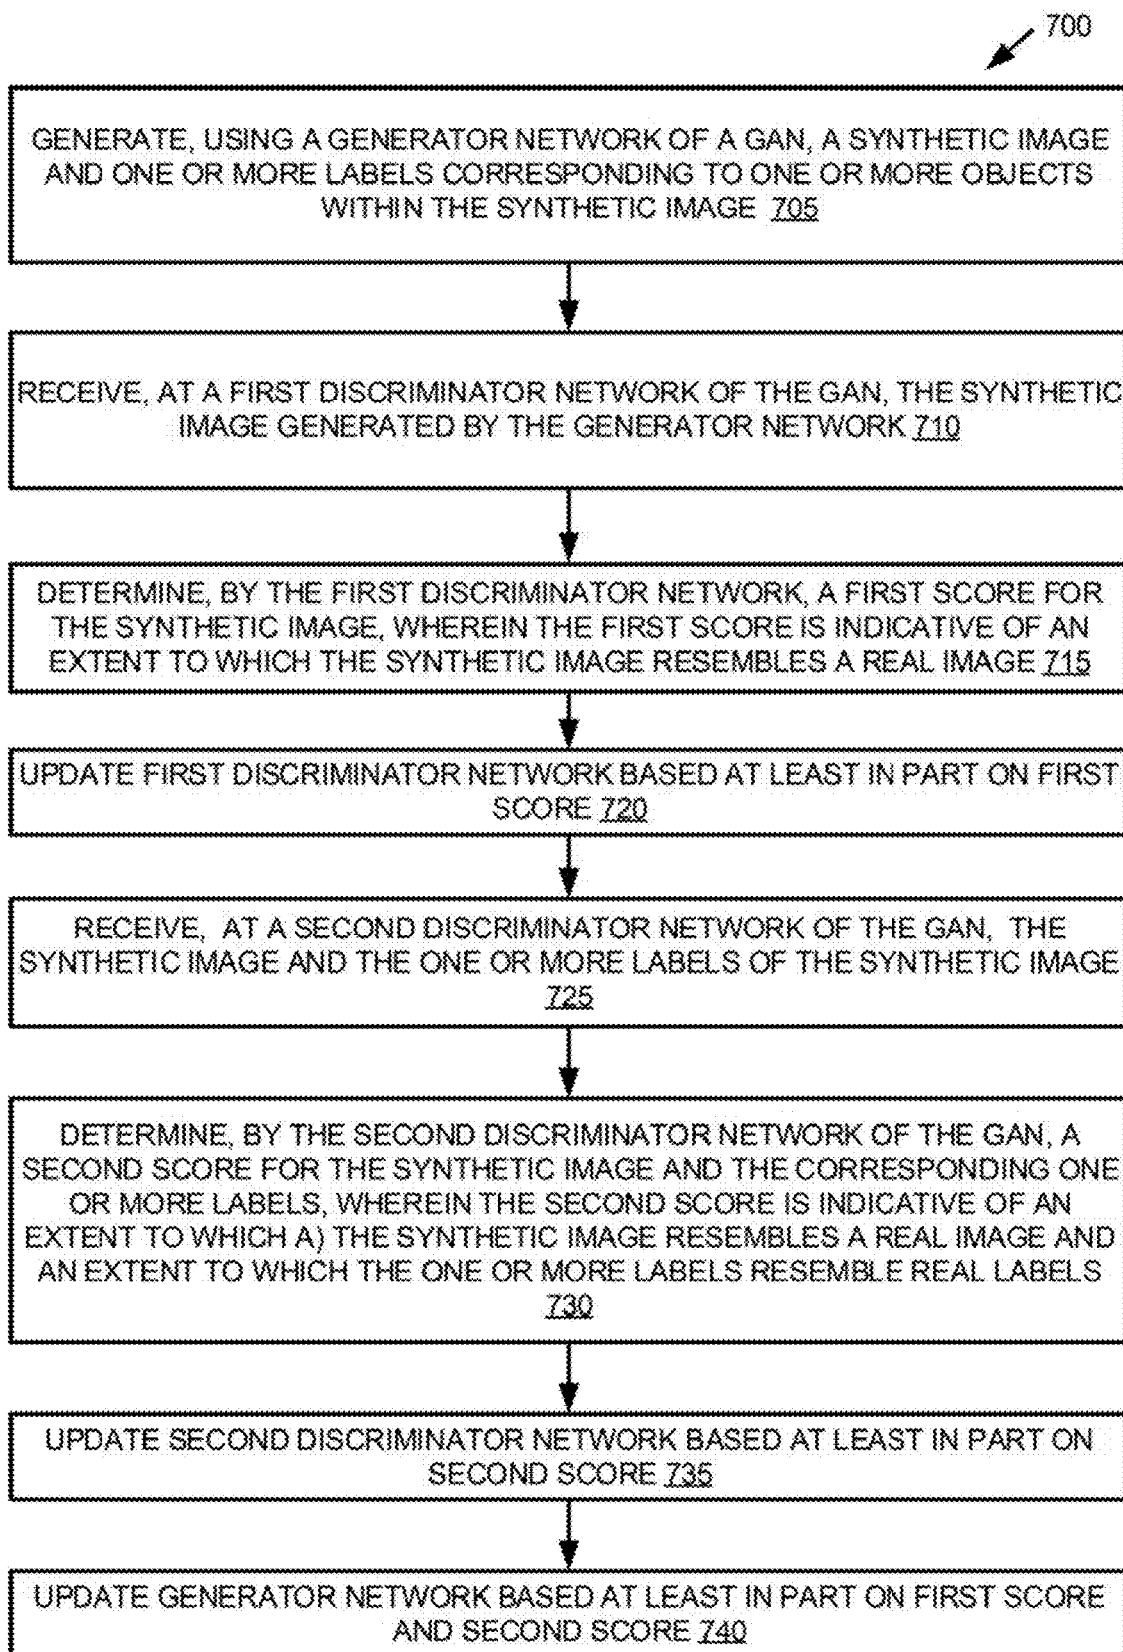 700
GENERATE, USING A GENERATOR NETWORK OF A GAN, A SYNTHETIC IMAGE
AND ONE OR MORE LABELS CORRESPONDING TO ONE OR MORE OBJECTS
WITHIN THE SYNTHETIC IMAGE 705
RECEIVE, AT A FIRST DISCRIMINATOR NETWORK OF THE GAN, THE SYNTHETIC
IMAGE GENERATED BY THE GENERATOR NETWORK 710
DETERMINE, BY THE FIRST DISCRIMINATOR NETWORK, A FIRST SCORE FOR
THE SYNTHETIC IMAGE, WHEREIN THE FIRST SCORE IS INDICATIVE OF AN
EXTENT TO WHICH THE SYNTHETIC IMAGE RESEMBLES A REAL IMAGE 715
UPDATE FIRST DISCRIMINATOR NETWORK BASED AT LEAST IN PART ON FIRST
SCORE 720
RECEIVE, AT A SECOND DISCRIMINATOR NETWORK OF THE GAN, THE
SYNTHETIC IMAGE AND THE ONE OR MORE LABELS OF THE SYNTHETIC IMAGE
725
DETERMINE, BY THE SECOND DISCRIMINATOR NETWORK OF THE GAN, A
SECOND SCORE FOR THE SYNTHETIC IMAGE AND THE CORRESPONDING ONE
OR MORE LABELS, WHEREIN THE SECOND SCORE IS INDICATIVE OF AN
EXTENT TO WHICH A) THE SYNTHETIC IMAGE RESEMBLES A REAL IMAGE AND
AN EXTENT TO WHICH THE ONE OR MORE LABELS RESEMBLE REAL LABELS
730
UPDATE SECOND DISCRIMINATOR NETWORK BASED AT LEAST IN PART ON
SECOND SCORE 735
UPDATE GENERATOR NETWORK BASED AT LEAST IN PART ON FIRST SCORE
AND SECOND SCORE 740